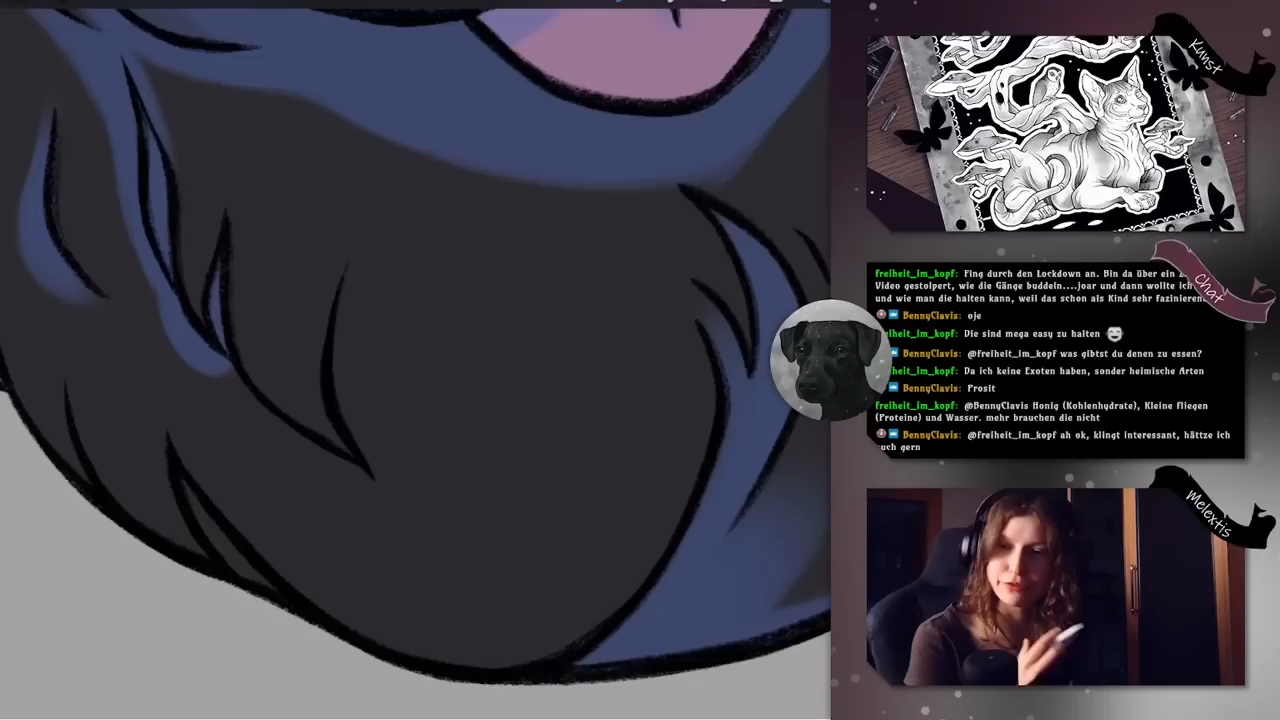 Kunst
freiheit_im_kopf: Fing durch den Lockdown an. Bin da über ein
Chat
Video gestolpert, wie die Gänge buddeln....joar und dann wollte ich
und wie man die halten kann, weil das schon als Kind sehr faszinieren
BennyClavis: oje
freiheit_im_kopf: Die sind mega easy zu halten
BennyClavis: @freiheit_im_kopf was gibtst du denen zu essen?
freiheit_im_kopf: Da ich keine Exoten haben, sonder heimische Arten
BennyClavis: Prosit
freiheit_im_kopf: @BennyClavis Honig (Kohlenhydrate), Kleine fliegen
(Proteine) und Wasser. mehr brauchen die nicht
BennyClavis: @freiheit_im_kopf ah ok, klingt interessant, hättze ich
auch gern
Melextis